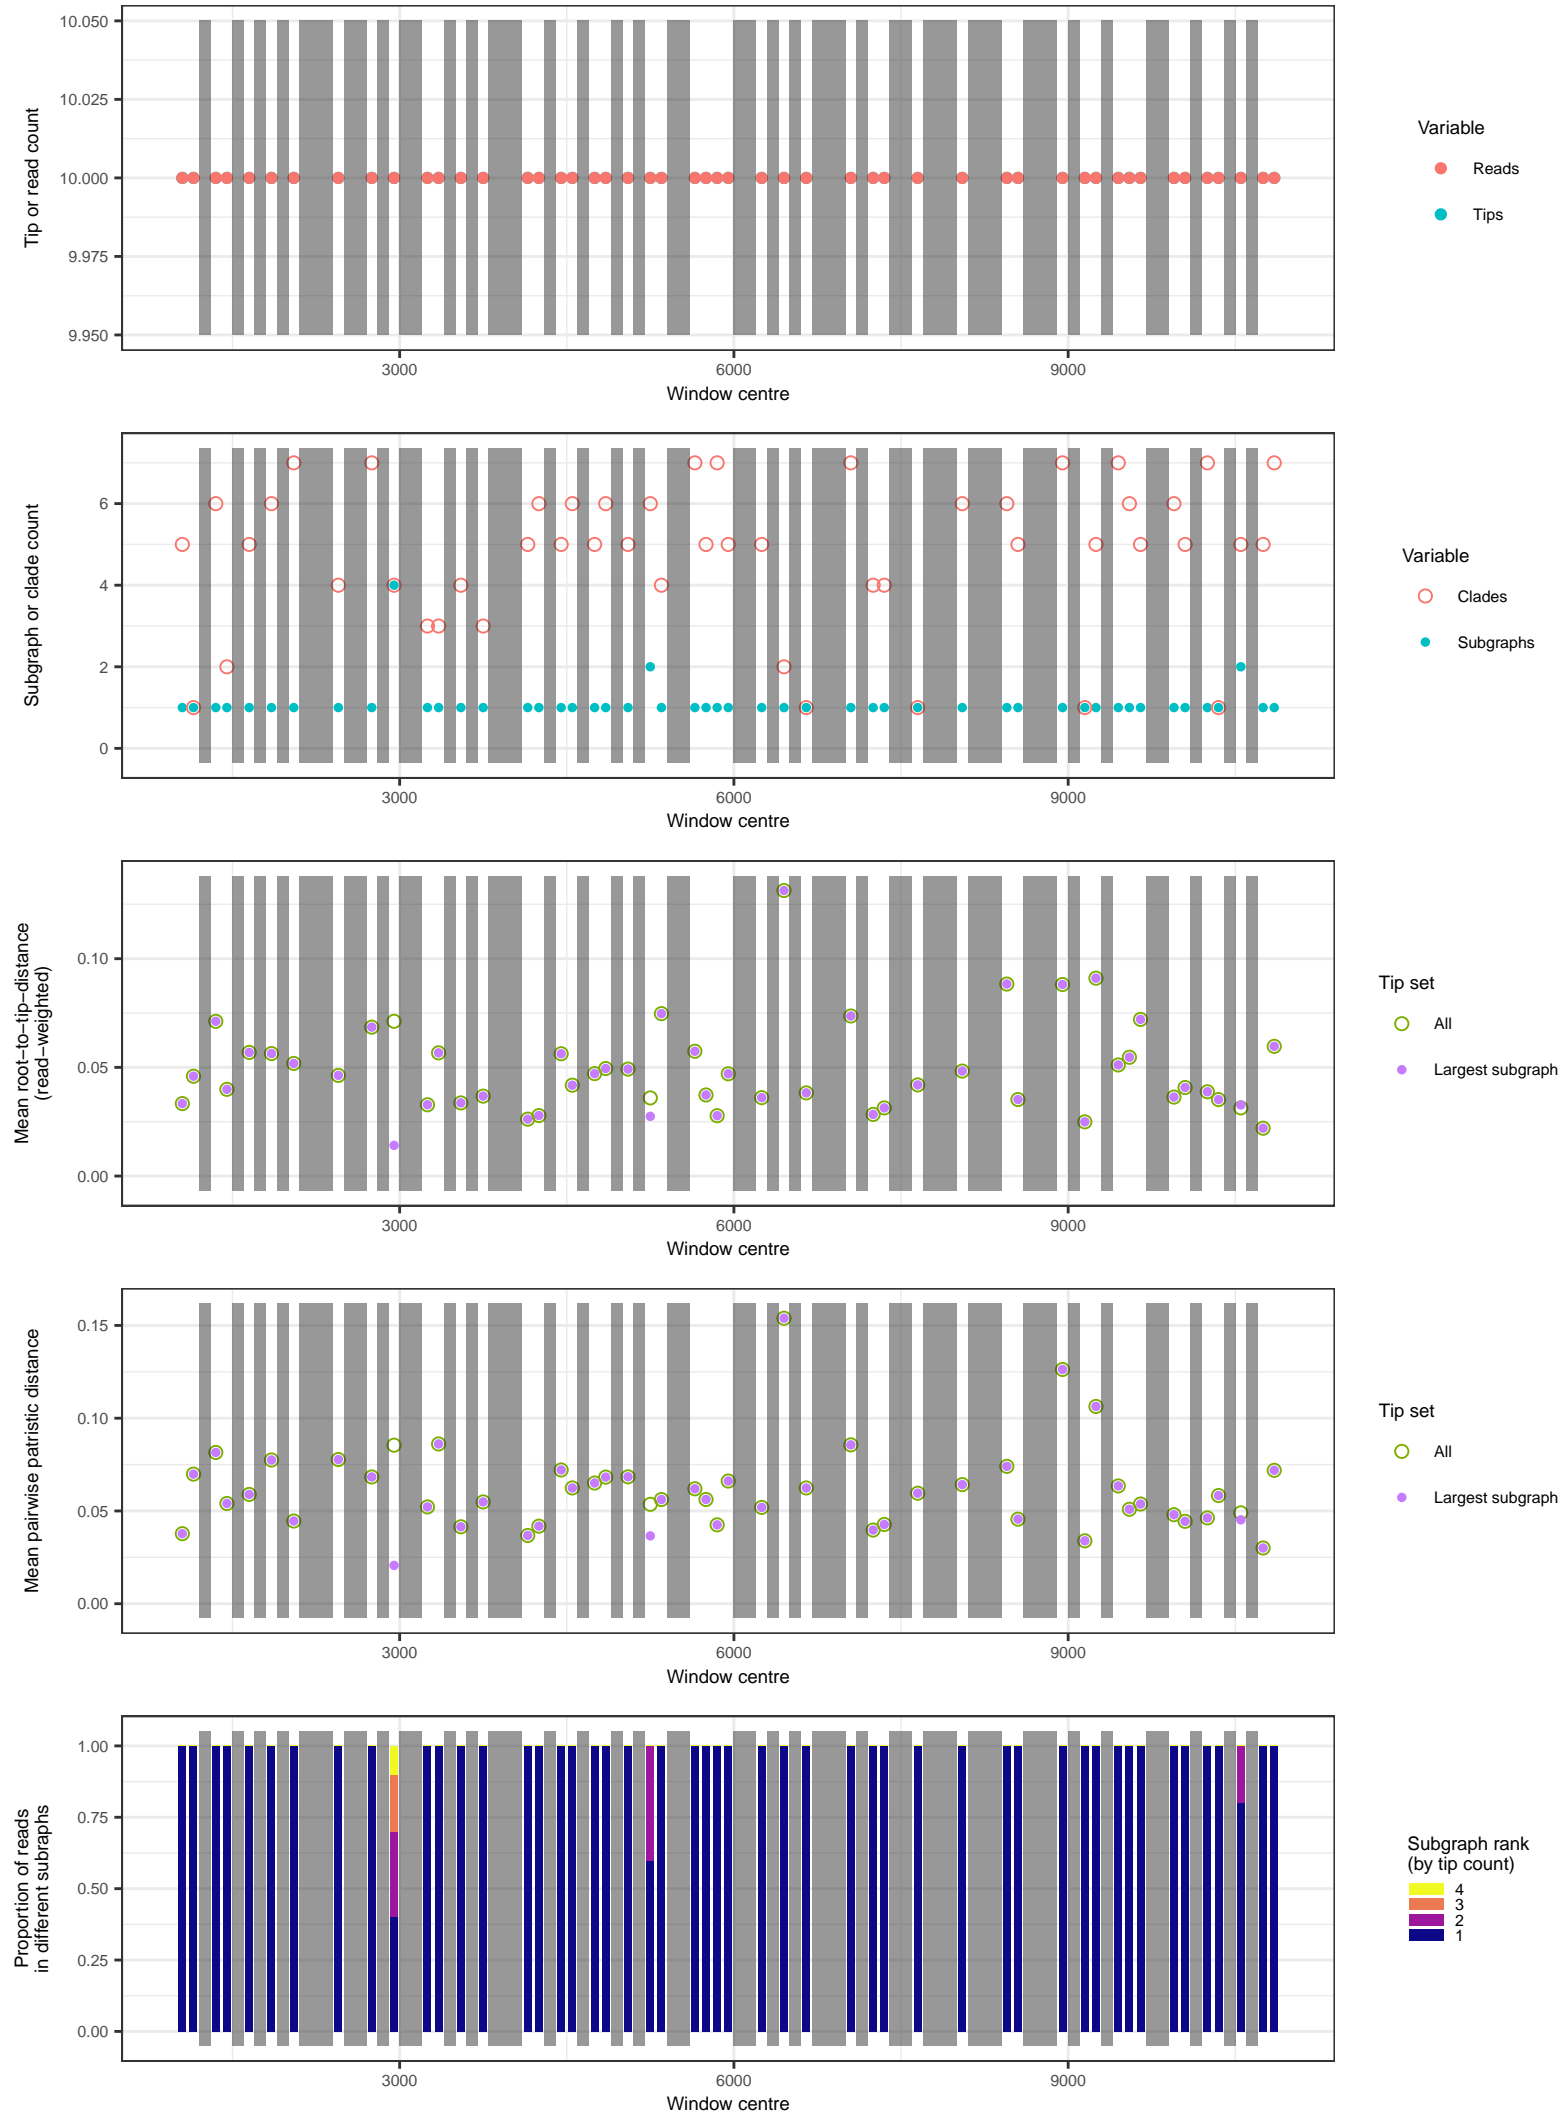 10.050
10.025
10.000
9.975
9.950
Tip or read count
3000 6000 9000
Window centre
Variable
Reads
Tips
6
4
2
0
Subgraph or clade count
3000 6000 9000
Window centre
Variable
Clades
Subgraphs
0.10
0.05
0.00
Mean root−to−tip−distance
(read−weighted)
3000 6000 9000
Window centre
Tip set
All
Largest subgraph
0.15
0.10
0.05
0.00
Mean pairwise patristic distance
3000 6000 9000
Window centre
Tip set
All
Largest subgraph
1.00
0.75
0.50
0.25
0.00
Proportion of reads
in different subraphs
3000 6000 9000
Window centre
Subgraph rank
(by tip count)
4
3
2
1